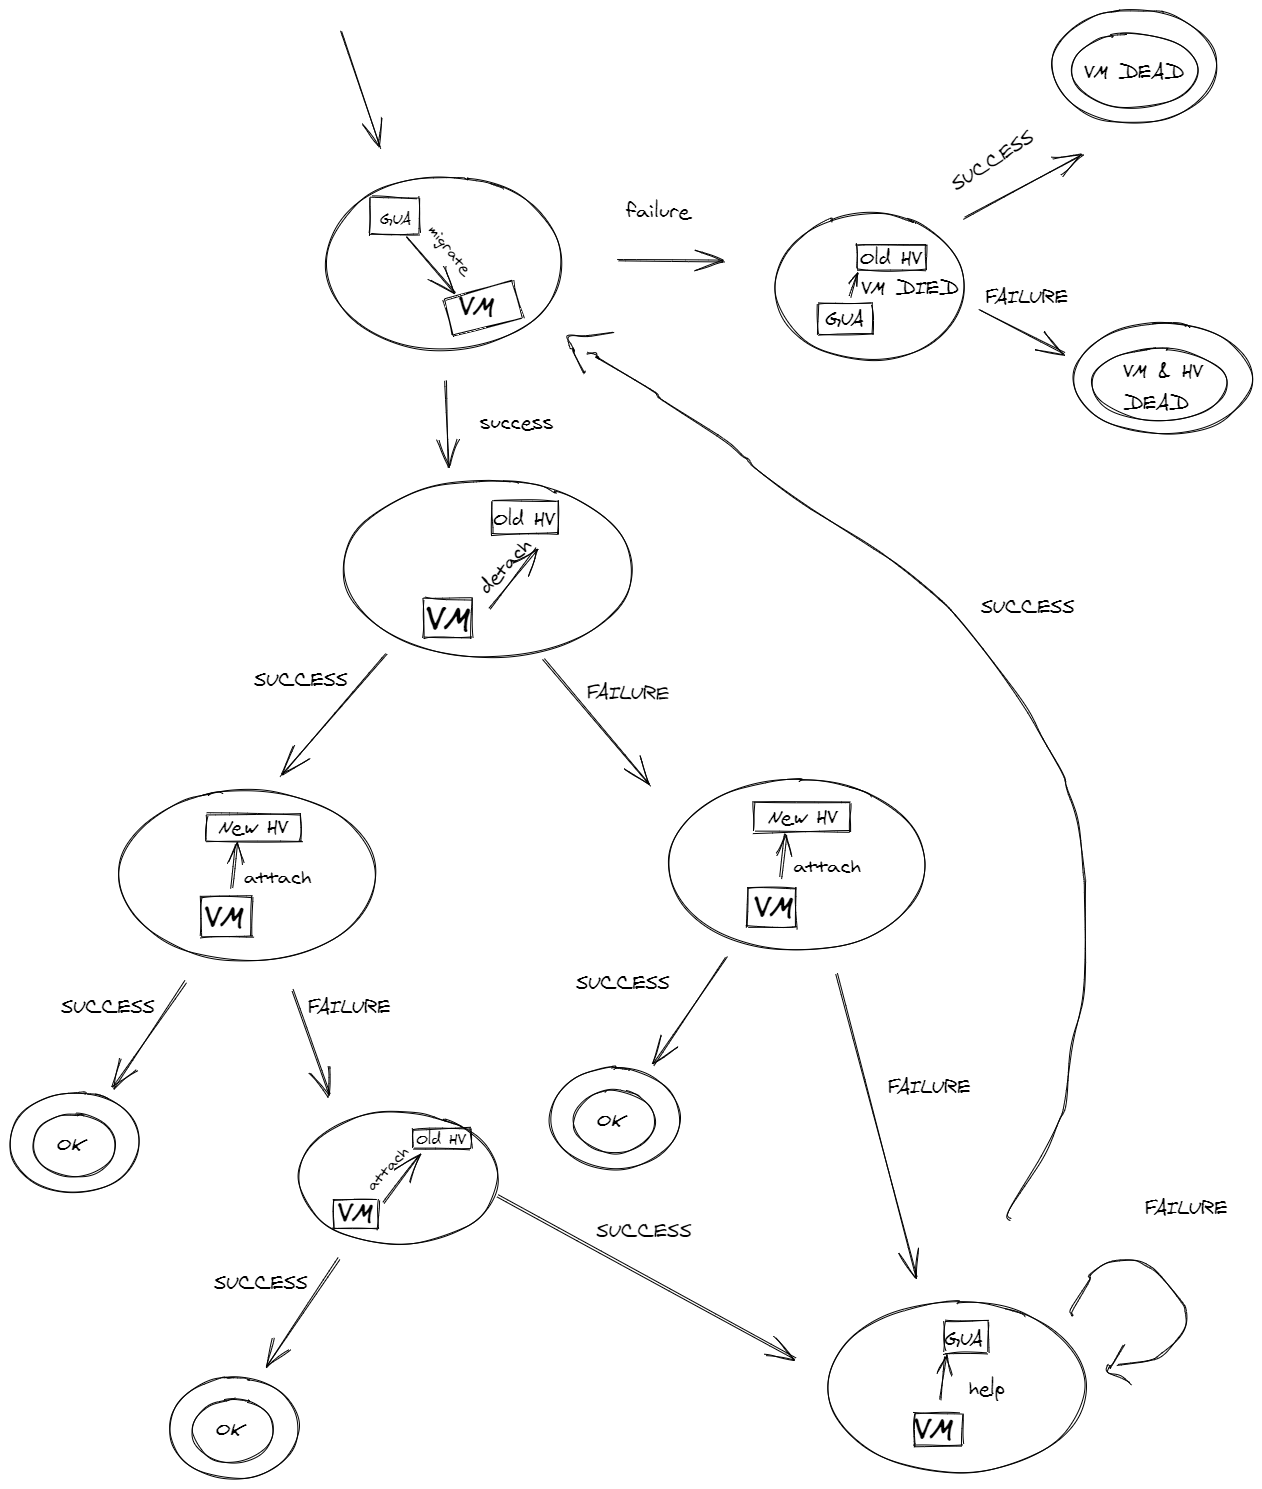 VM DEAD
SUCCESS
GUA
migrate
VM
failure
Old HV
VM DIED
GUA
FAILURE
VM & HV
DEAD
success
Old HV
detach
VM
SUCCESS
SUCCESS
FAILURE
New HV
attach
VM
New HV
attach
VM
SUCCESS
FAILURE
SUCCESS
FAILURE
OK
OK
Old HV
attach
VM
SUCCESS
SUCCESS
FAILURE
GUA
help
VM
OK